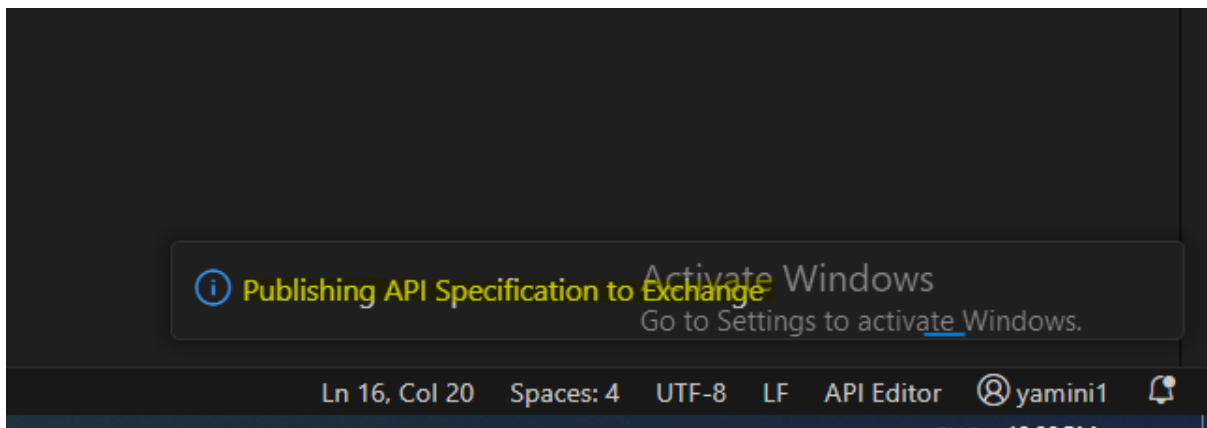 Activate Windows
Publishing API Specification to Exchange
Go to Settings to activate Windows.
Ln 16, Col 20 Spaces: 4 UTF-8 LF API Editor yamini1